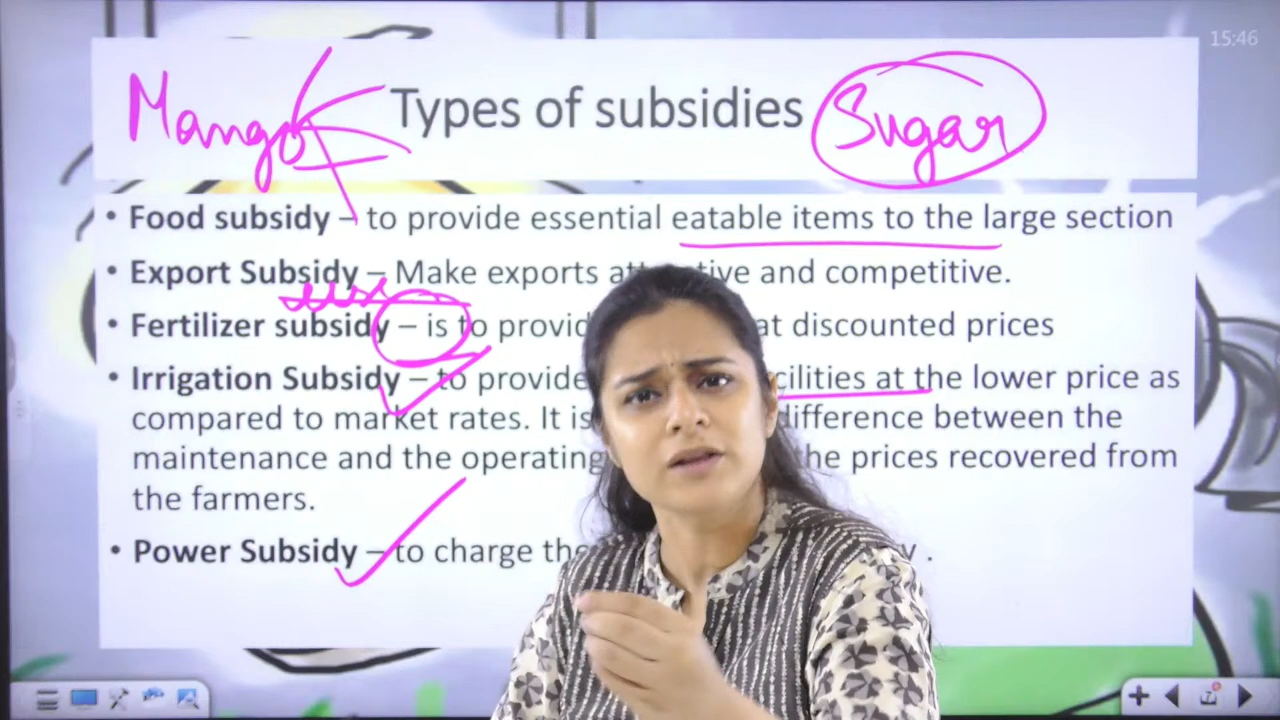 15:46
Mango Types of subsidies Sugar
• Food subsidy – to provide essential eatable items to the large section
• Export Subsidy – Make exports attractive and competitive.
• Fertilizer subsidy – is to provid at discounted prices
• Irrigation Subsidy – to provide cilities at the lower price as
compared to market rates. It is difference between the
maintenance and the operating the prices recovered from
the farmers.
• Power Subsidy – to charge the .